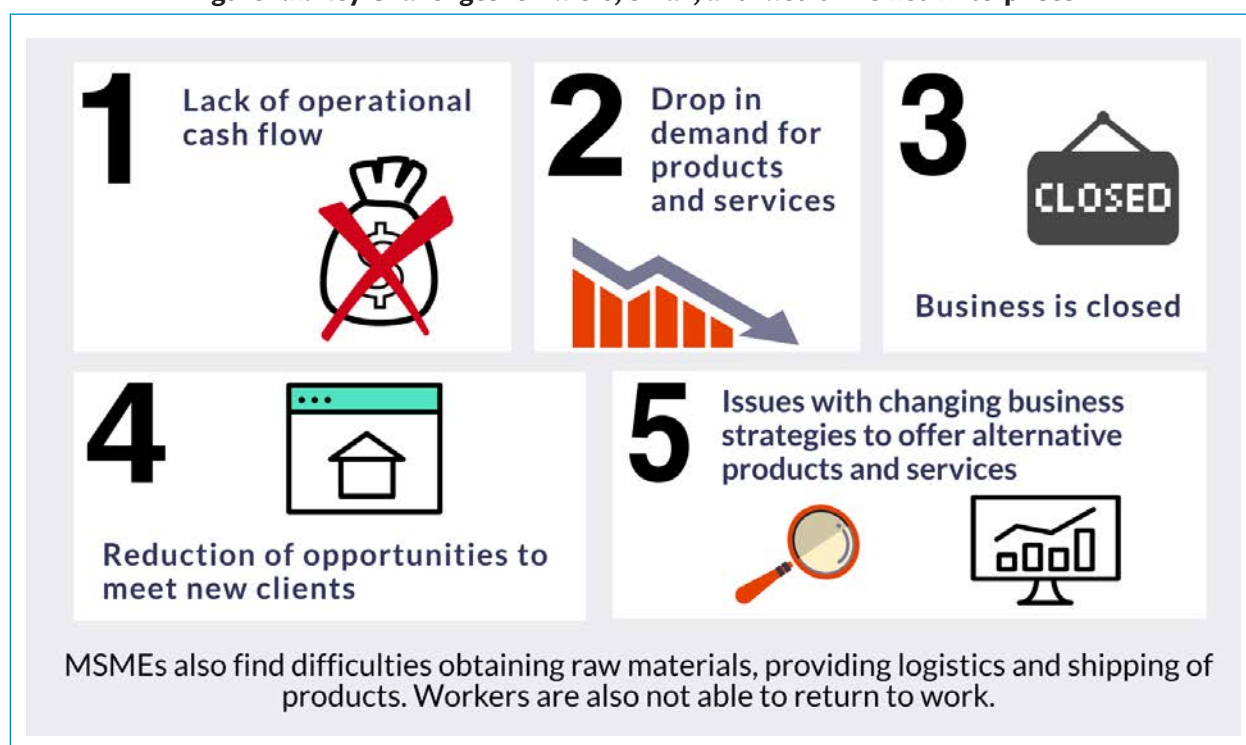 1
Lack of operational
cash flow
2
Drop in
demand for
products
and services
3
CLOSED
Business is closed
4
Reduction of opportunities to
meet new clients
5
Issues with changing business
strategies to offer alternative
products and services
MSMEs also find difficulties obtaining raw materials, providing logistics and shipping of
products. Workers are also not able to return to work.